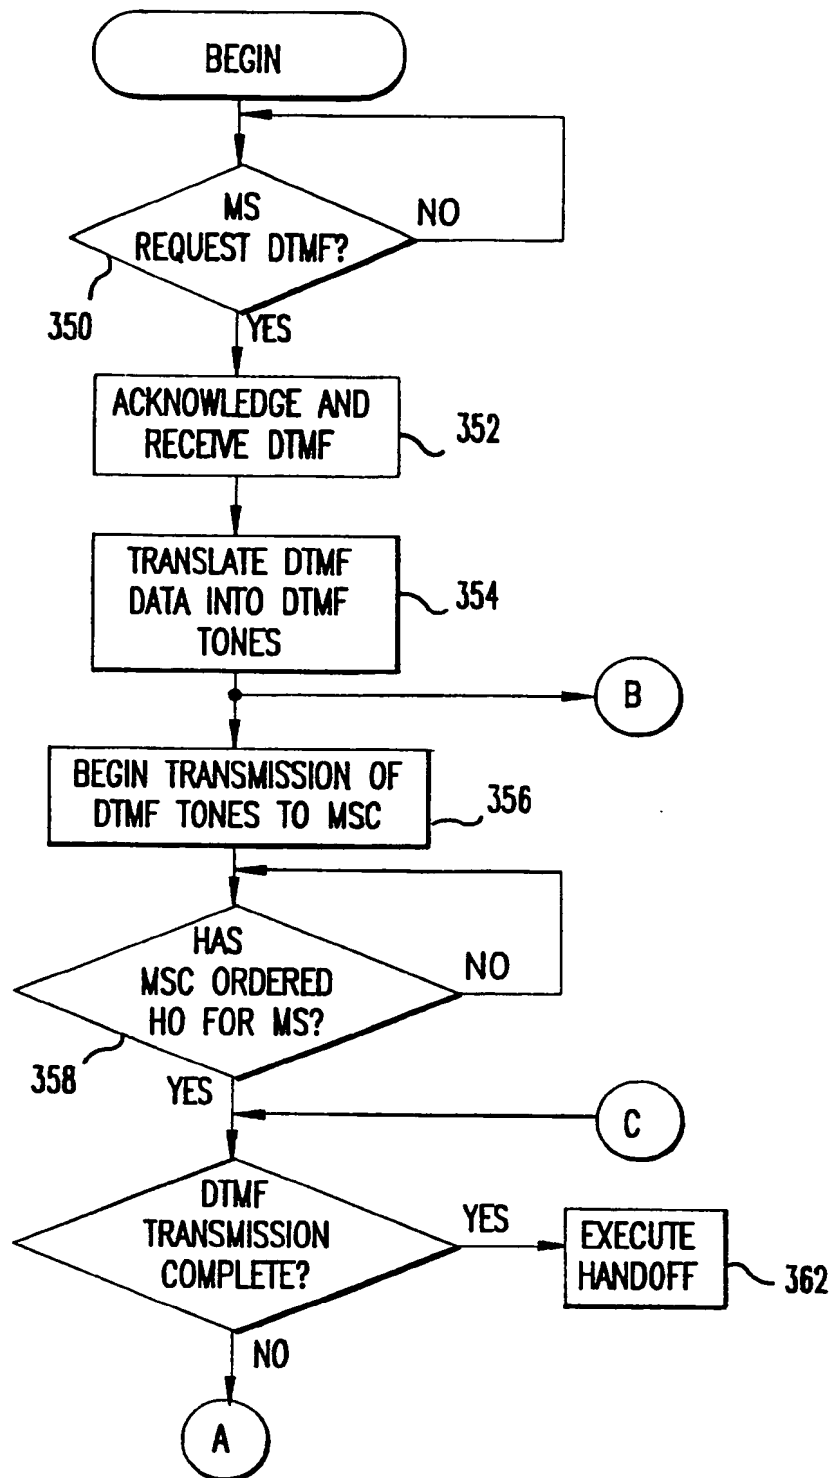 BEGIN
MS
REQUEST DTMF?
NO
350
YES
ACKNOWLEDGE AND
RECEIVE DTMF
352
TRANSLATE DTMF
DATA INTO DTMF
TONES
354
B
BEGIN TRANSMISSION OF
DTMF TONES TO MSC
356
HAS
MSC ORDERED
HO FOR MS?
NO
358
YES
C
DTMF
TRANSMISSION
COMPLETE?
YES
EXECUTE
HANDOFF
362
NO
A